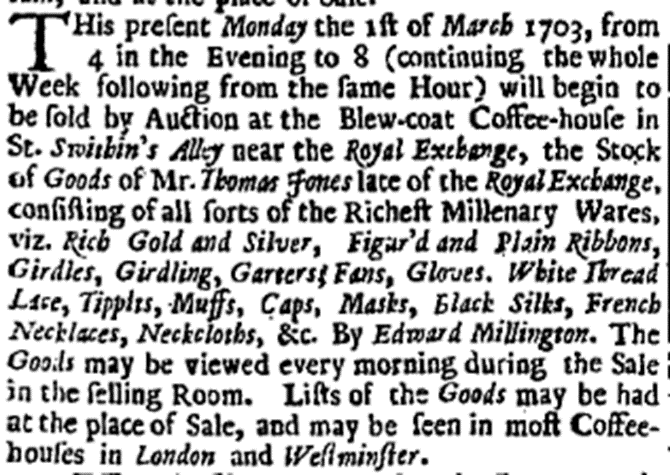 THis preſent Monday the 1ſt of March 1703, from
4 in the Evening to 8 (continuing the whole
Week following from the ſame Hour) will begin to
be ſold by Auction at the Blew-coat Coffee-houſe in
St. Swithin's Alley near the Royal Exchange, the Stock
of Goods of Mr. Thomas Jones late of the Royal Exchange,
conſiſting of all ſorts of the Richeſt Millenary Wares,
viz. Rich Gold and Silver, Figur'd and Plain Ribbons,
Girdles, Girdling, Garters, Fans, Gloves. White Thread
Lace, Tippits, Muffs, Caps, Masks, Black Silks, French
Necklaces, Neckcloths, &c. By Edward Millington. The
Goods may be viewed every morning during the Sale
in the ſelling Room. Liſts of the Goods may be had
at the place of Sale, and may be ſeen in moſt Coffee-
houſes in London and Weſtminſter.